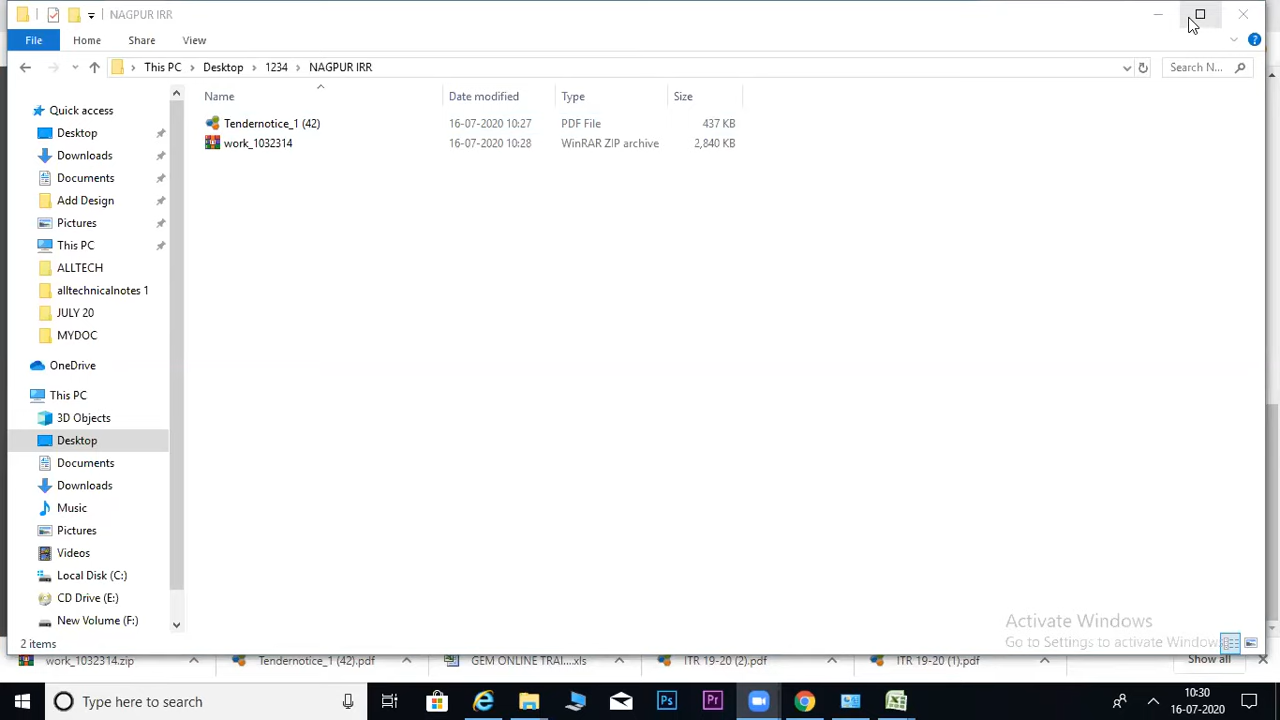 NAGPUR IRR
File Home Share View
This PC Desktop 1234 NAGPUR IRR Search N...
Name Date modified Type Size
Tendernotice_1 (42) 16-07-2020 10:27 PDF File 437 KB
work_1032314 16-07-2020 10:28 WinRAR ZIP archive 2,840 KB
Quick access
Desktop
Downloads
Documents
Add Design
Pictures
This PC
ALLTECH
alltechnicalnotes 1
JULY 20
MYDOC
OneDrive
This PC
3D Objects
Desktop
Documents
Downloads
Music
Pictures
Videos
Local Disk (C:)
CD Drive (E:)
New Volume (F:)
Activate Windows
Go to Settings to activate Windows.
2 items
work_1032314.zip Tendernotice_1 (42).pdf GEM ONLINE TRAI....xls ITR 19-20 (2).pdf ITR 19-20 (1).pdf Show all
Type here to search
10:30
16-07-2020